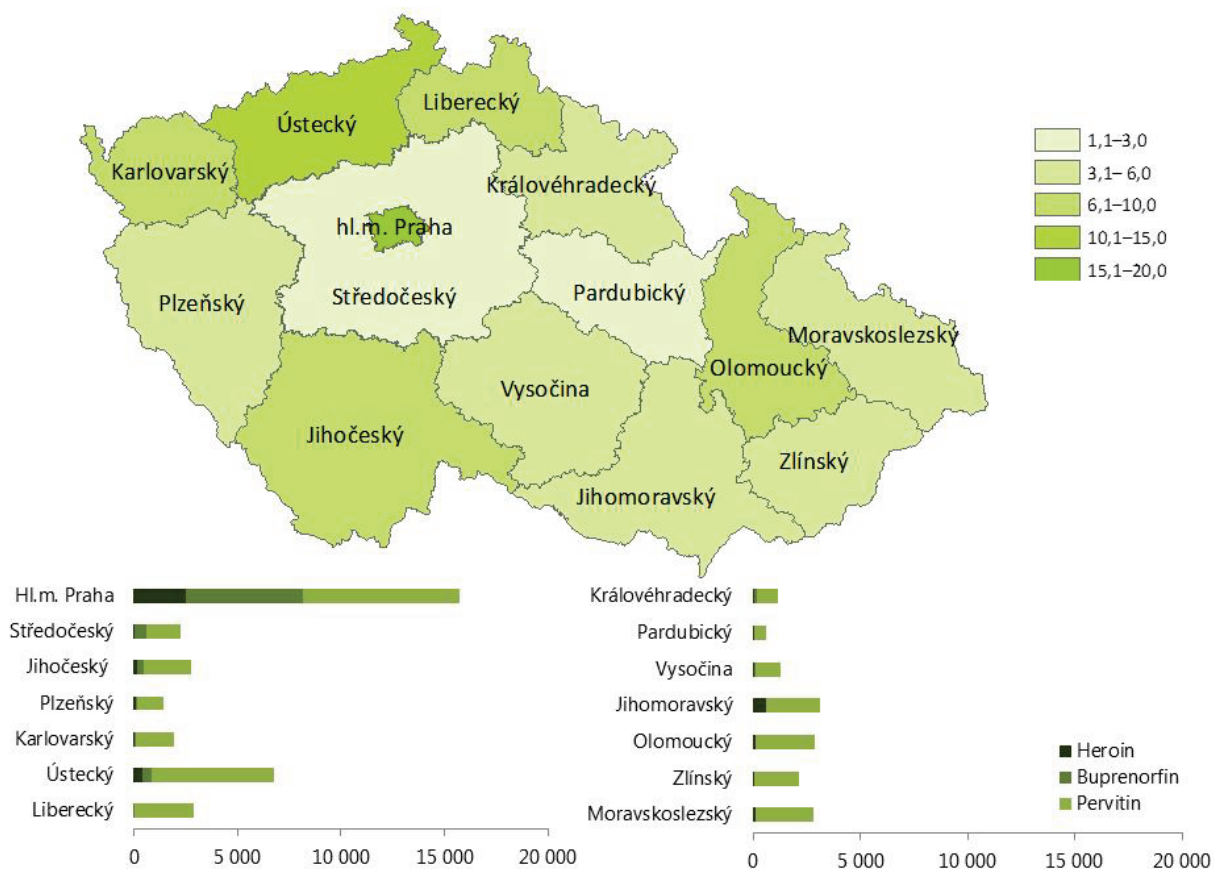 Liberecký
Ústecký
Karlovarský
Královéhradecký
hl.m. Praha
Plzeňský
Středočeský
Pardubický
Moravskoslezský
Olomoucký
Vysočina
Jihočeský
Zlínský
Jihomoravský
1,1–3,0
3,1– 6,0
6,1–10,0
10,1–15,0
15,1–20,0
Hl.m. Praha
Středočeský
Jihočeský
Plzeňský
Karlovarský
Ústecký
Liberecký
0 5 000 10 000 15 000 20 000
Královéhradecký
Pardubický
Vysočina
Jihomoravský
Olomoucký
Zlínský
Moravskoslezský
0 5 000 10 000 15 000 20 000
Heroin
Buprenorfin
Pervitin